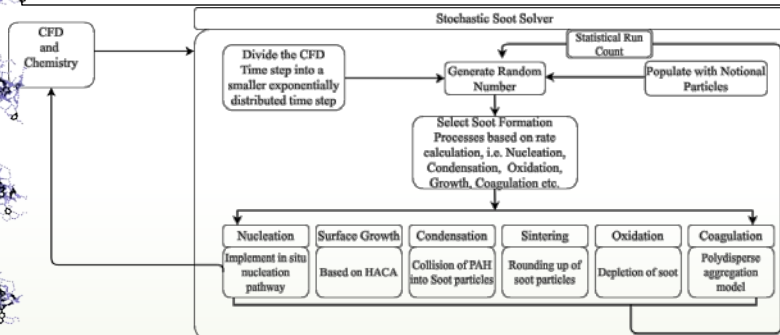 Stochastic Soot Solver
CFD
and
Chemistry
Statistical Run
Count
Divide the CFD
Time step into a
smaller exponentially
distributed time step
Generate Random
Number
Populate with Notional
Particles
Select Soot Formation
Processes based on rate
calculation, i.e. Nucleation,
Condensation, Oxidation,
Growth, Coagulation etc.
Nucleation
Implement in situ
nucleation
pathway
Surface Growth
Based on HACA
Condensation
Collision of PAH
into Soot particles
Sintering
Rounding up of
soot particles
Oxidation
Depletion of soot
Coagulation
Polydisperse
aggregation
model